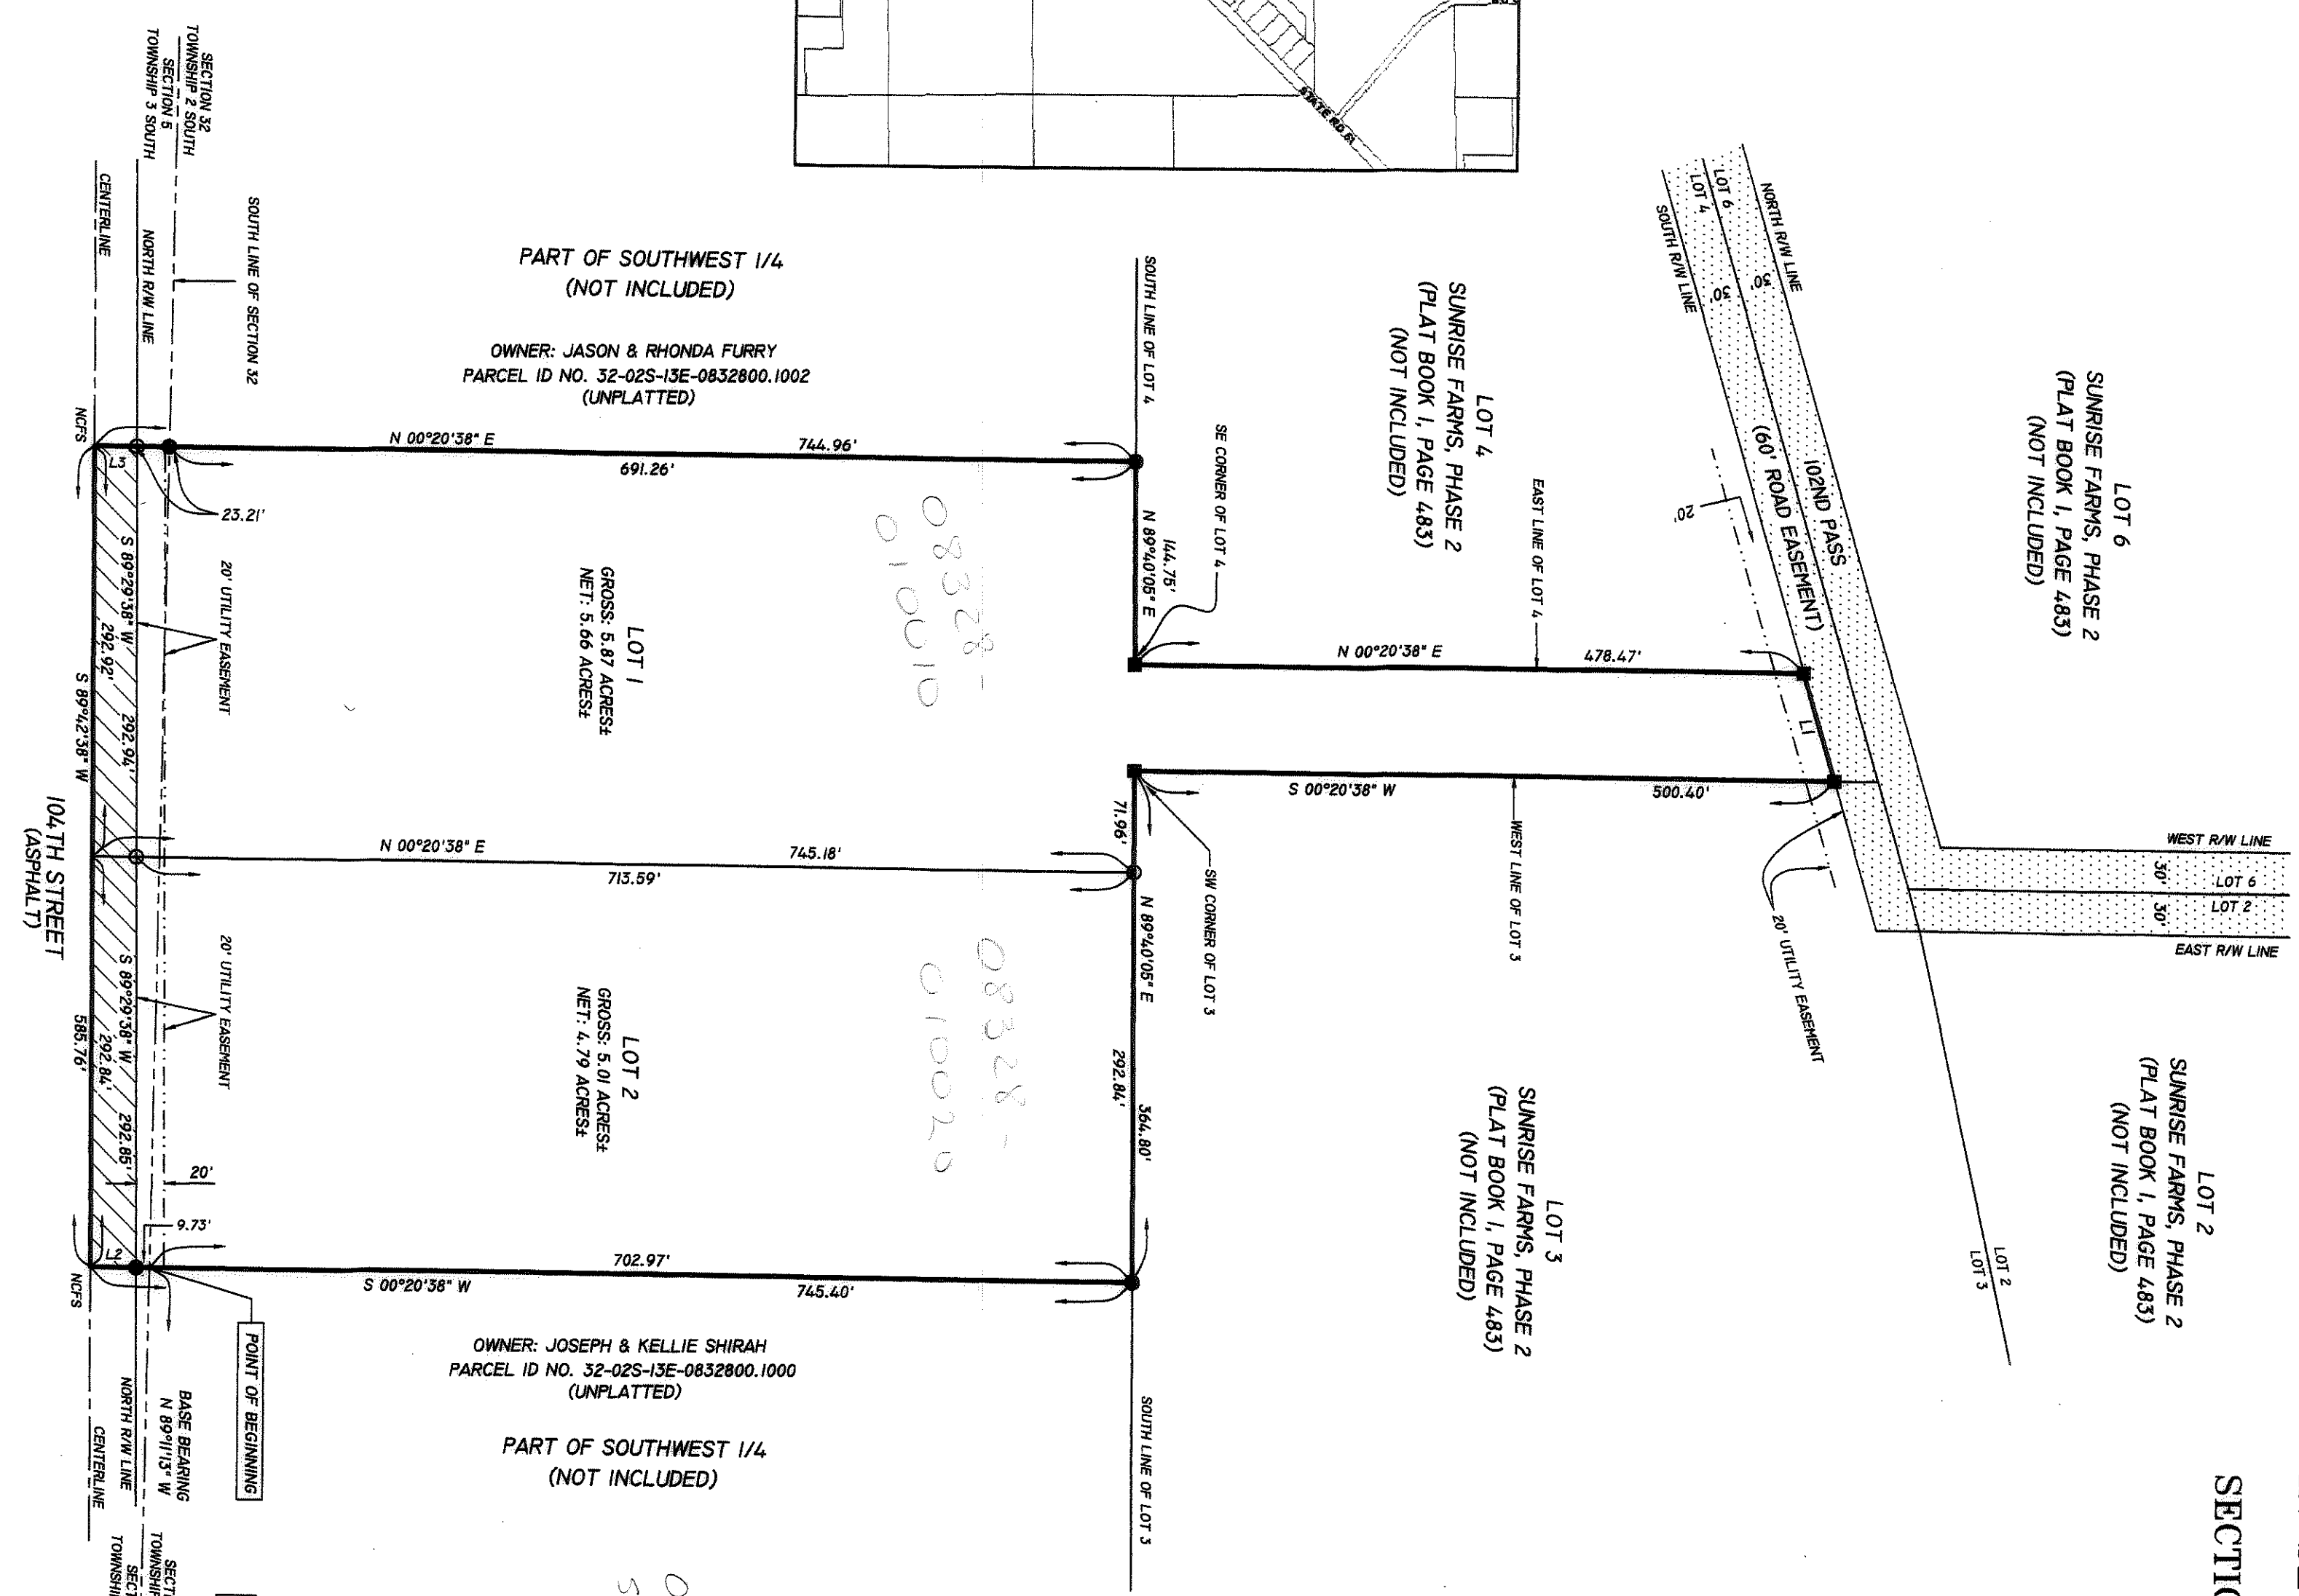 STATE RD 51
SECTION 32
TOWNSHIP 2 SOUTH
SECTION 5
TOWNSHIP 3 SOUTH
CENTERLINE
NORTH R/W LINE
SOUTH LINE OF SECTION 32
PART OF SOUTHWEST 1/4
(NOT INCLUDED)
OWNER: JASON & RHONDA FURRY
PARCEL ID NO. 32-02S-13E-0832800.1002
(UNPLATTED)
SOUTH LINE OF LOT 4
LOT 4
SUNRISE FARMS, PHASE 2
(PLAT BOOK 1, PAGE 483)
(NOT INCLUDED)
LOT 6
LOT 4
NORTH R/W LINE
SOUTH R/W LINE
30'
30'
102ND PASS
(60' ROAD EASEMENT)
LOT 6
SUNRISE FARMS, PHASE 2
(PLAT BOOK 1, PAGE 483)
(NOT INCLUDED)
NCFS
L3
N 00°20'38" E
744.96'
691.26'
23.21'
144.75'
N 89°40'05" E
SE CORNER OF LOT 4
EAST LINE OF LOT 4
20'
N 00°20'38" E
478.47'
L1
S 89°29'38" W
292.94'
292.92'
20' UTILITY EASEMENT
LOT 1
GROSS: 5.87 ACRES±
NET: 5.66 ACRES±
08328-
010010
S 89°42'38" W
585.76'
104TH STREET
(ASPHALT)
N 00°20'38" E
745.18'
713.59'
71.96'
SW CORNER OF LOT 3
S 00°20'38" W
500.40'
WEST LINE OF LOT 3
20' UTILITY EASEMENT
WEST R/W LINE
30'
LOT 6
30'
LOT 2
EAST R/W LINE
S 89°29'38" W
292.85'
292.84'
20' UTILITY EASEMENT
LOT 2
GROSS: 5.01 ACRES±
NET: 4.79 ACRES±
08328-
010020
N 89°40'05" E
292.84'
364.80'
20'
9.73'
L2
NCFS
702.97'
S 00°20'38" W
745.40'
LOT 3
SUNRISE FARMS, PHASE 2
(PLAT BOOK 1, PAGE 483)
(NOT INCLUDED)
LOT 2
SUNRISE FARMS, PHASE 2
(PLAT BOOK 1, PAGE 483)
(NOT INCLUDED)
LOT 2
LOT 3
POINT OF BEGINNING
OWNER: JOSEPH & KELLIE SHIRAH
PARCEL ID NO. 32-02S-13E-0832800.1000
(UNPLATTED)
PART OF SOUTHWEST 1/4
(NOT INCLUDED)
BASE BEARING
N 89°11'13" W
NORTH R/W LINE
CENTERLINE
SOUTH LINE OF LOT 3